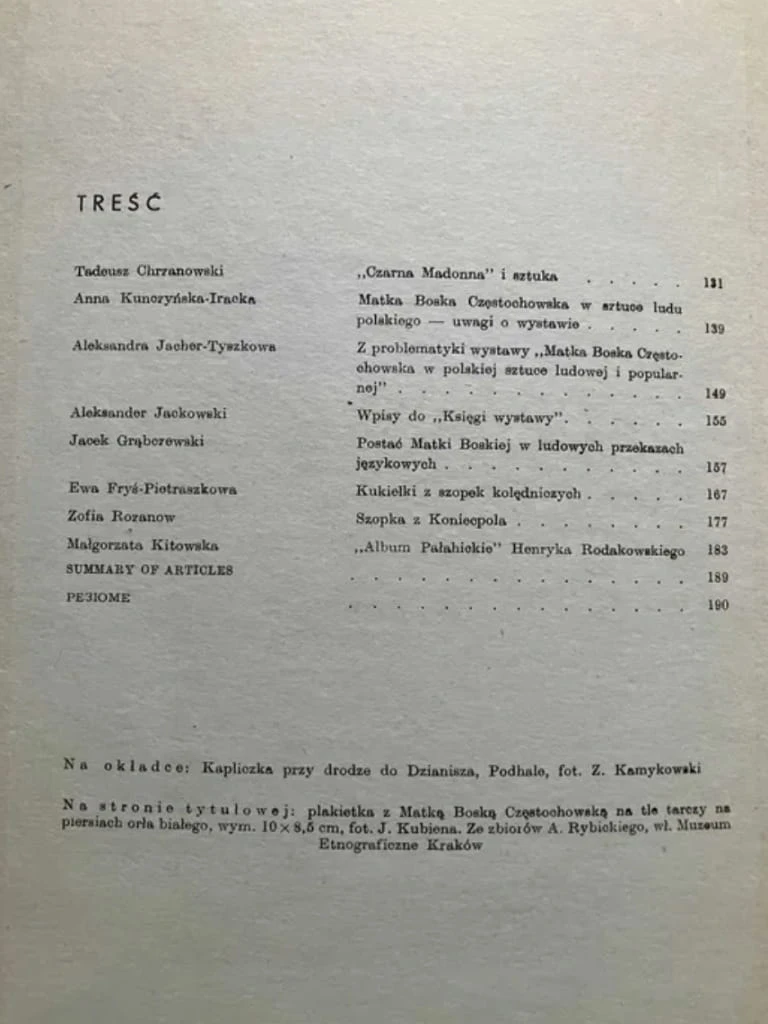 TREŚĆ
Tadeusz Chrzanowski „Czarna Madonna” i sztuka . . . . . 131
Anna Kunczyńska-Iracka Matka Boska Częstochowska w sztuce ludu
polskiego — uwagi o wystawie . . . . . 139
Aleksandra Jacher-Tyszkowa Z problematyki wystawy „Matka Boska Często-
chowska w polskiej sztuce ludowej i popular-
nej” . . . . . . . . . . . . . 149
Aleksander Jackowski Wpisy do „Księgi wystawy”. . . . . . 155
Jacek Grąbczewski Postać Matki Boskiej w ludowych przekazach
językowych . . . . . . . . . . 157
Ewa Fryś-Pietraszkowa Kukiełki z szopek kolędniczych . . . . . 167
Zofia Rozanow Szopka z Koniecpola . . . . . . . . 177
Małgorzata Kitowska „Album Pałahickie” Henryka Rodakowskiego 183
SUMMARY OF ARTICLES . . . . . . . . . . . . . . . 189
РЕЗЮМЕ . . . . . . . . . . . . . . . 190
Na okładce: Kapliczka przy drodze do Dzianisza, Podhale, fot. Z. Kamykowski
Na stronie tytułowej: plakietka z Matką Boską Częstochowską na tle tarczy na
piersiach orła białego, wym. 10 × 8,5 cm, fot. J. Kubiena. Ze zbiorów A. Rybickiego, wł. Muzeum
Etnograficzne Kraków